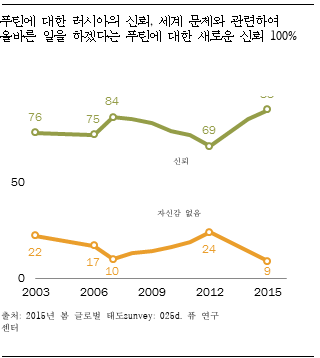 푸틴에 대한 러시아의 신뢰, 세계 문제와 관련하여
올바른 일을 하겠다는 푸틴에 대한 새로운 신뢰 100%
84
76
75
69
신뢰
50
자신감 없음
22
17
10
24
9
0
2003 2006 2009 2012 2015
출처: 2015년 봄 글로벌 태도sunvey: 025d. 퓨 연구
센터